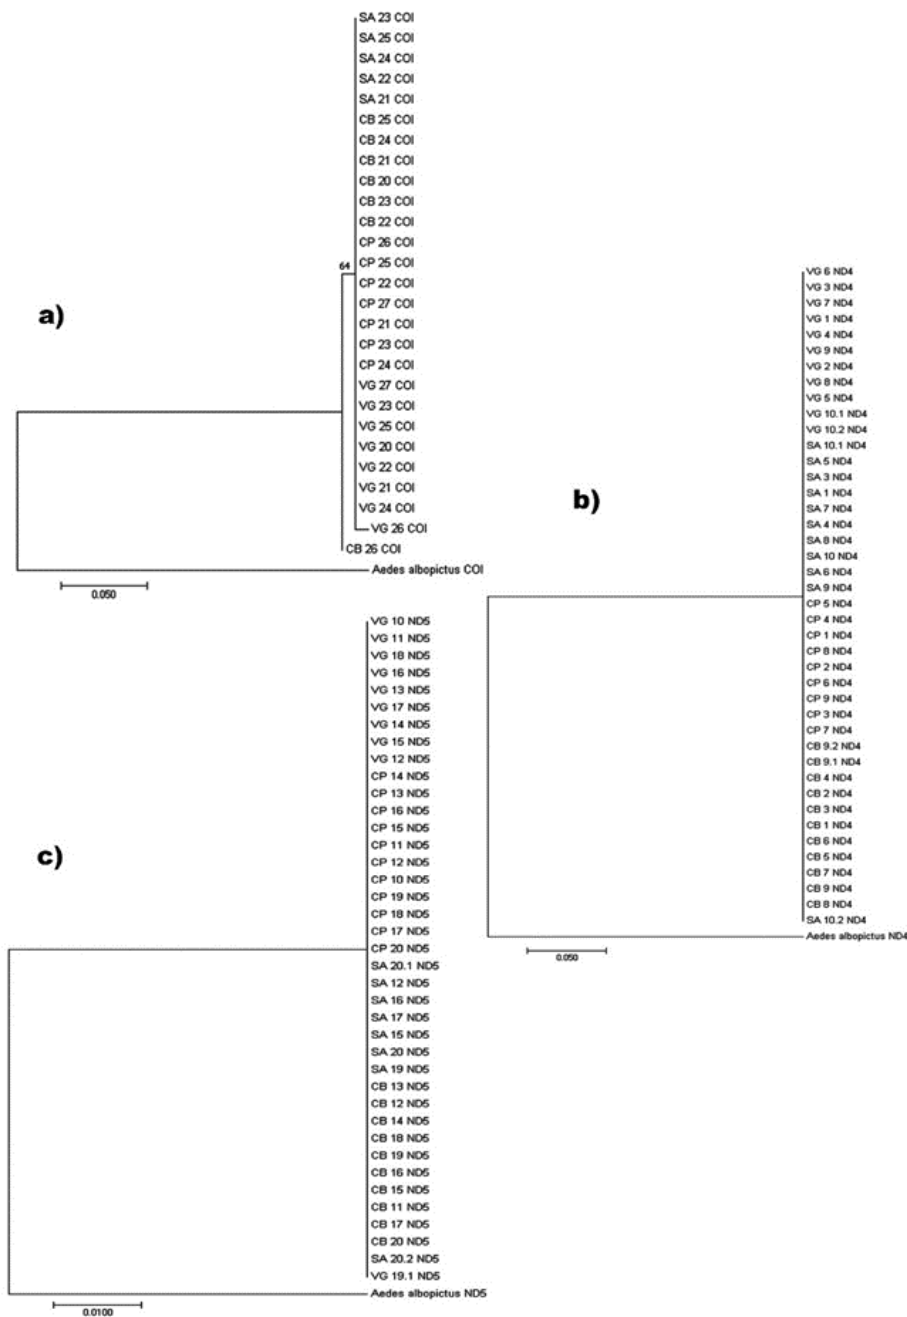 SA 23 COI
SA 25 COI
SA 24 COI
SA 22 COI
SA 21 COI
CB 25 COI
CB 24 COI
CB 21 COI
CB 20 COI
CB 23 COI
CB 22 COI
CP 26 COI
64
CP 25 COI
CP 22 COI
CP 27 COI
a)
CP 21 COI
CP 23 COI
CP 24 COI
VG 27 COI
VG 23 COI
VG 25 COI
VG 20 COI
VG 22 COI
VG 21 COI
VG 24 COI
VG 26 COI
CB 26 COI
Aedes albopictus COI
0.050
VG 6 ND4
VG 3 ND4
VG 7 ND4
VG 1 ND4
VG 4 ND4
VG 9 ND4
VG 2 ND4
VG 8 ND4
VG 5 ND4
VG 10.1 ND4
VG 10.2 ND4
SA 10.1 ND4
SA 5 ND4
SA 3 ND4
b)
SA 1 ND4
SA 7 ND4
SA 4 ND4
SA 8 ND4
SA 10 ND4
SA 6 ND4
SA 9 ND4
CP 5 ND4
CP 4 ND4
CP 1 ND4
CP 8 ND4
CP 2 ND4
CP 6 ND4
CP 9 ND4
CP 3 ND4
CP 7 ND4
CB 9.2 ND4
CB 9.1 ND4
CB 4 ND4
CB 2 ND4
CB 3 ND4
CB 1 ND4
CB 6 ND4
CB 5 ND4
CB 7 ND4
CB 9 ND4
CB 8 ND4
SA 10.2 ND4
Aedes albopictus ND4
0.050
VG 10 ND5
VG 11 ND5
VG 18 ND5
VG 16 ND5
VG 13 ND5
VG 17 ND5
VG 14 ND5
VG 15 ND5
VG 12 ND5
CP 14 ND5
CP 13 ND5
CP 16 ND5
CP 15 ND5
CP 11 ND5
c)
CP 12 ND5
CP 10 ND5
CP 19 ND5
CP 18 ND5
CP 17 ND5
CP 20 ND5
SA 20.1 ND5
SA 12 ND5
SA 16 ND5
SA 17 ND5
SA 15 ND5
SA 20 ND5
SA 19 ND5
CB 13 ND5
CB 12 ND5
CB 14 ND5
CB 18 ND5
CB 19 ND5
CB 16 ND5
CB 15 ND5
CB 11 ND5
CB 17 ND5
CB 20 ND5
SA 20.2 ND5
VG 19.1 ND5
Aedes albopictus ND5
0.0100